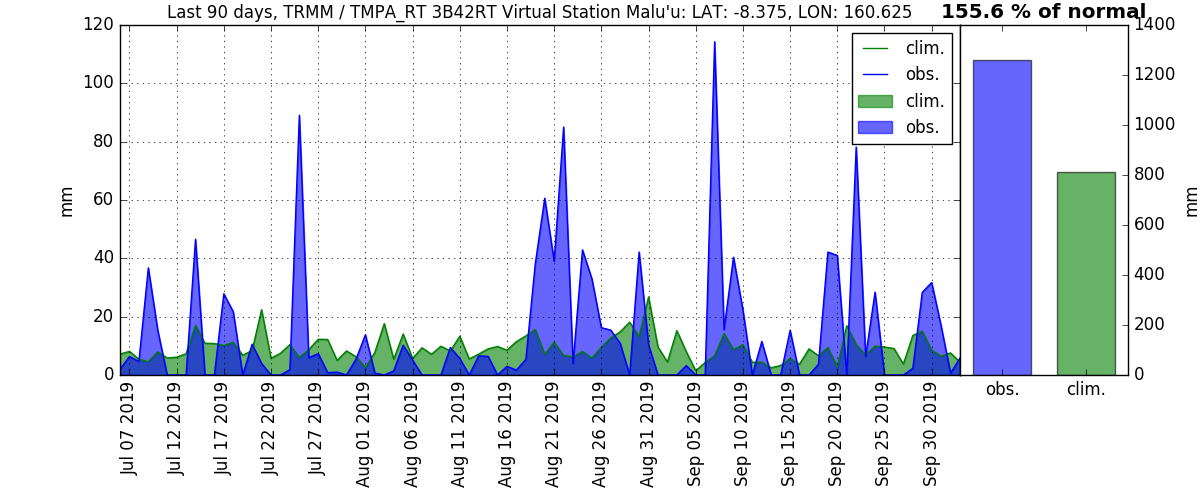 Last 90 days, TRMM / TMPA_RT 3B42RT Virtual Station Malu'u: LAT: -8.375, LON: 160.625
155.6 % of normal
mm
120
100
80
60
40
20
0
clim.
obs.
clim.
obs.
Jul 07 2019
Jul 12 2019
Jul 17 2019
Jul 22 2019
Jul 27 2019
Aug 01 2019
Aug 06 2019
Aug 11 2019
Aug 16 2019
Aug 21 2019
Aug 26 2019
Aug 31 2019
Sep 05 2019
Sep 10 2019
Sep 15 2019
Sep 20 2019
Sep 25 2019
Sep 30 2019
obs.
clim.
1400
1200
1000
800
600
400
200
0
mm